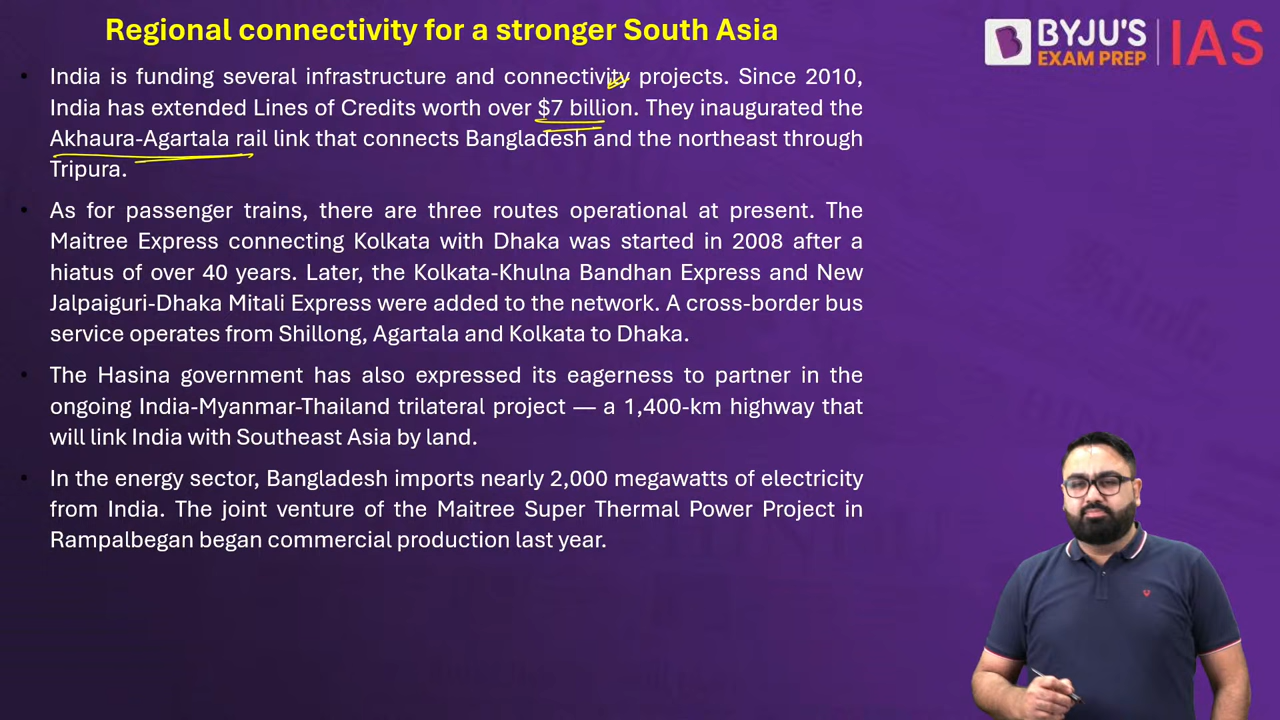 Regional connectivity for a stronger South Asia
BYJU'S
EXAM PREP
IAS
• India is funding several infrastructure and connectivity projects. Since 2010,
India has extended Lines of Credits worth over $7 billion. They inaugurated the
Akhaura-Agartala rail link that connects Bangladesh and the northeast through
Tripura.
• As for passenger trains, there are three routes operational at present. The
Maitree Express connecting Kolkata with Dhaka was started in 2008 after a
hiatus of over 40 years. Later, the Kolkata-Khulna Bandhan Express and New
Jalpaiguri-Dhaka Mitali Express were added to the network. A cross-border bus
service operates from Shillong, Agartala and Kolkata to Dhaka.
• The Hasina government has also expressed its eagerness to partner in the
ongoing India-Myanmar-Thailand trilateral project — a 1,400-km highway that
will link India with Southeast Asia by land.
• In the energy sector, Bangladesh imports nearly 2,000 megawatts of electricity
from India. The joint venture of the Maitree Super Thermal Power Project in
Rampalbegan began commercial production last year.